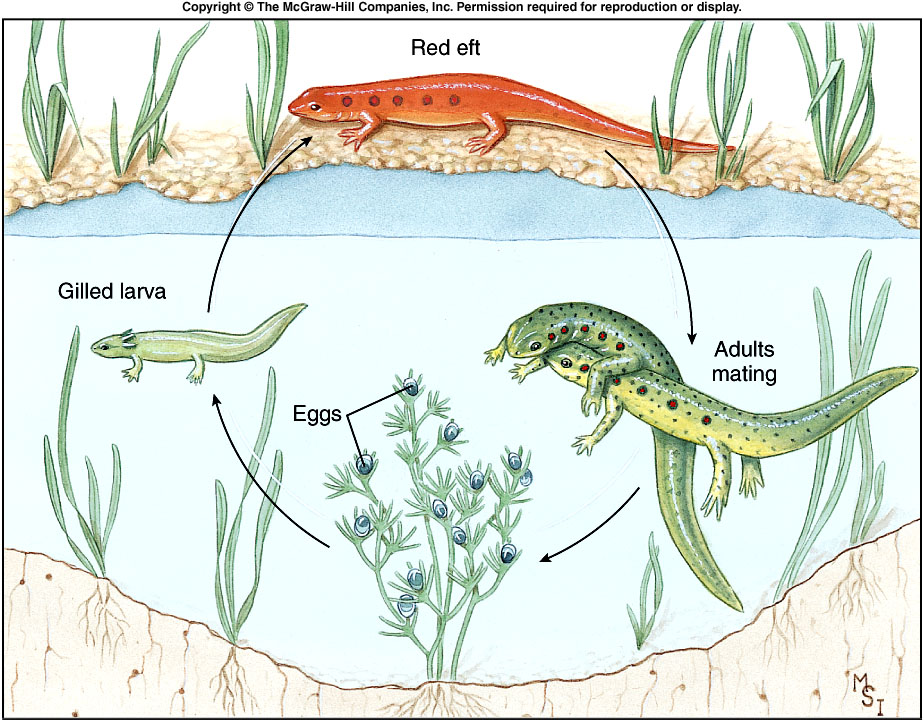 Copyright © The McGraw-Hill Companies, Inc. Permission required for reproduction or display.
Red eft
Gilled larva
Adults
mating
Eggs
MSI